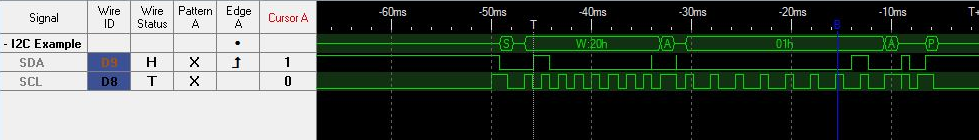 Signal Wire ID Wire Status Pattern A Edge A Cursor A
-60ms -50ms -40ms -30ms -20ms -10ms T+
T
B
- I2C Example •
S W:20h A 01h A P
SDA D9 H X 1
SCL D8 T X 0